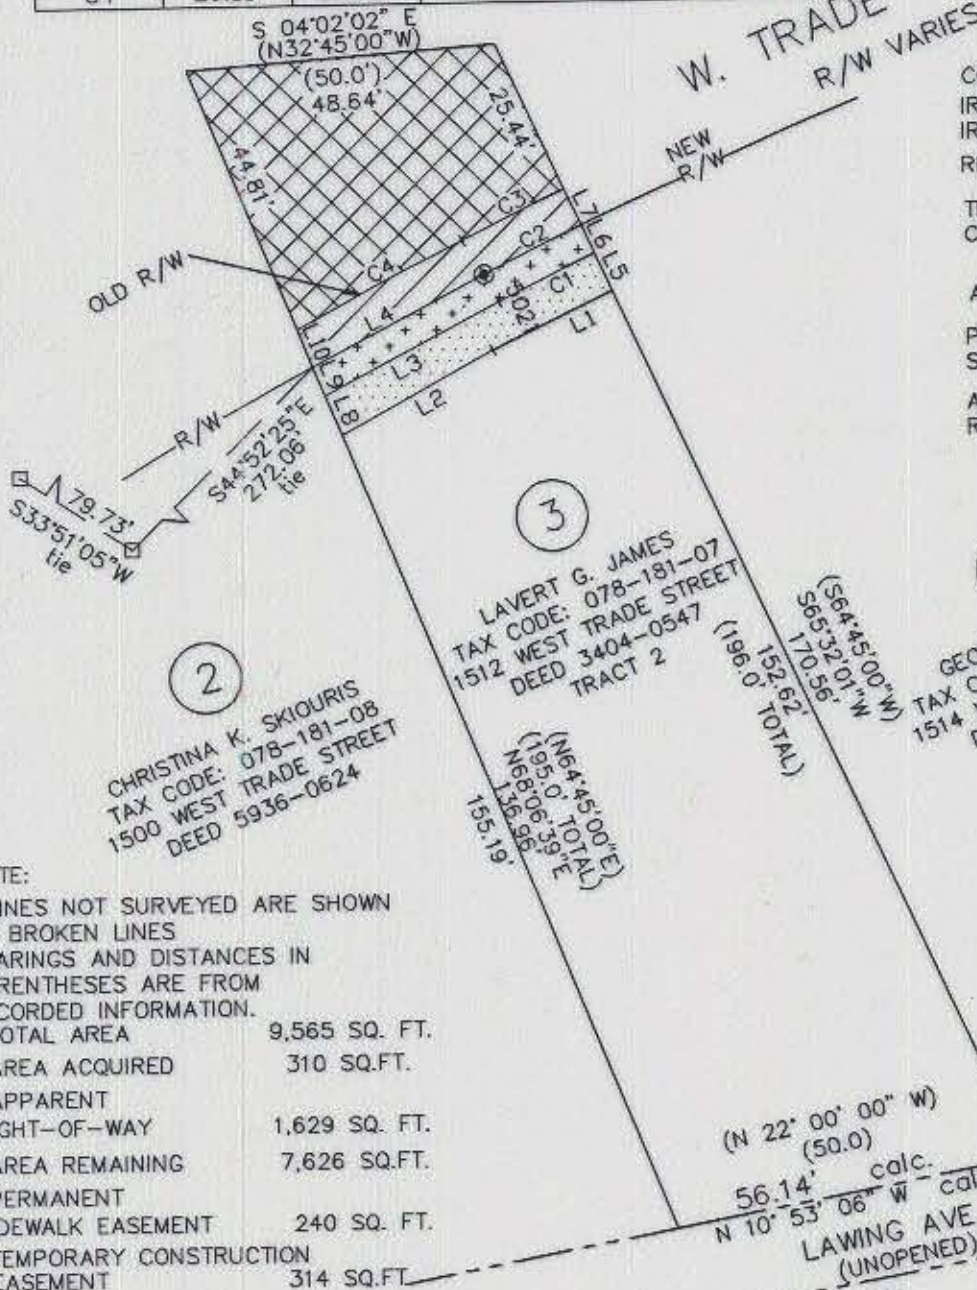 S 04°02'02" E
(N32°45'00"W)
(50.0')
48.64'
25.44'
44.81'
W. TRADE
R/W VARIES
NEW
R/W
OLD R/W
C3
C4
C2
C1
L7
L6
L5
L4
L3
L1
L2
L10
L9
L8
R/W
S44°52'25"E
272.06'
tie
79.73'
S33°51'05"W
tie
3
LAVERT G. JAMES
TAX CODE: 078-181-07
1512 WEST TRADE STREET
DEED 3404-0547
TRACT 2
2
CHRISTINA K. SKIOURIS
TAX CODE: 078-181-08
1500 WEST TRADE STREET
DEED 5936-0624
(S64°45'00"W)
S65°32'01"W
170.56'
152.62'
(196.0' TOTAL)
(N64°45'00"E)
(195.0' TOTAL)
N68°06'39"E
136.96'
155.19'
GEO
TAX C
1514
TE:
INES NOT SURVEYED ARE SHOWN
BROKEN LINES
ARINGS AND DISTANCES IN
RENTHESES ARE FROM
CORDED INFORMATION.
OTAL AREA 9,565 SQ. FT.
AREA ACQUIRED 310 SQ.FT.
APPARENT
GHT-OF-WAY 1,629 SQ. FT.
AREA REMAINING 7,626 SQ.FT.
PERMANENT
DEWALK EASEMENT 240 SQ. FT.
TEMPORARY CONSTRUCTION
EASEMENT 314 SQ.FT.
(N 22° 00' 00" W)
(50.0)
56.14' calc.
N 10° 53' 06" W cal
LAWING AVE
(UNOPENED)